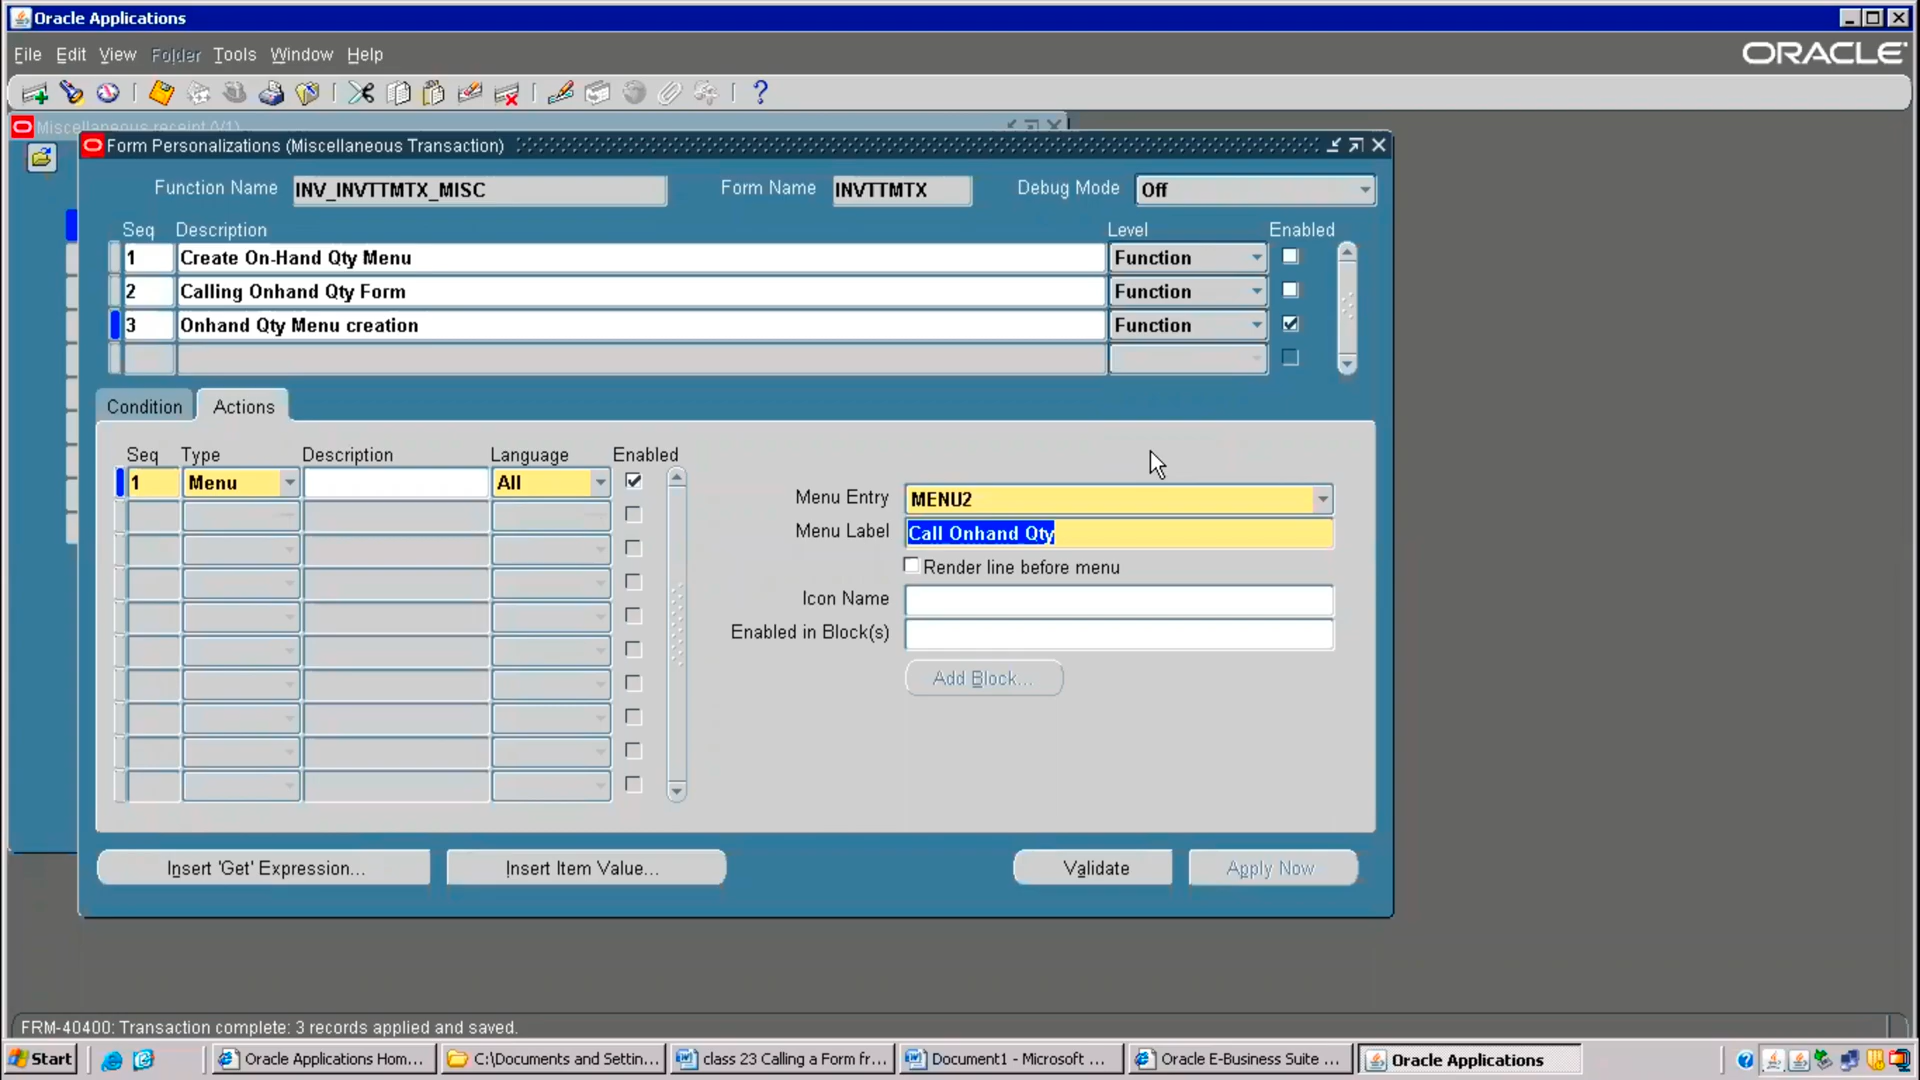 Oracle Applications
File Edit View Folder Tools Window Help
ORACLE
Miscellaneous receipt (V1)
Form Personalizations (Miscellaneous Transaction)
Function Name INV_INVTTMTX_MISC Form Name INVTTMTX Debug Mode Off
Seq Description Level Enabled
1 Create On-Hand Qty Menu Function
2 Calling Onhand Qty Form Function
3 Onhand Qty Menu creation Function
Condition Actions
Seq Type Description Language Enabled
1 Menu All
Menu Entry MENU2
Menu Label Call Onhand Qty
Render line before menu
Icon Name
Enabled in Block(s)
Add Block...
Insert 'Get' Expression... Insert Item Value... Validate Apply Now
FRM-40400: Transaction complete: 3 records applied and saved.
Start Oracle Applications Hom... C:\Documents and Settin... class 23 Calling a Form fr... Document1 - Microsoft ... Oracle E-Business Suite ... Oracle Applications